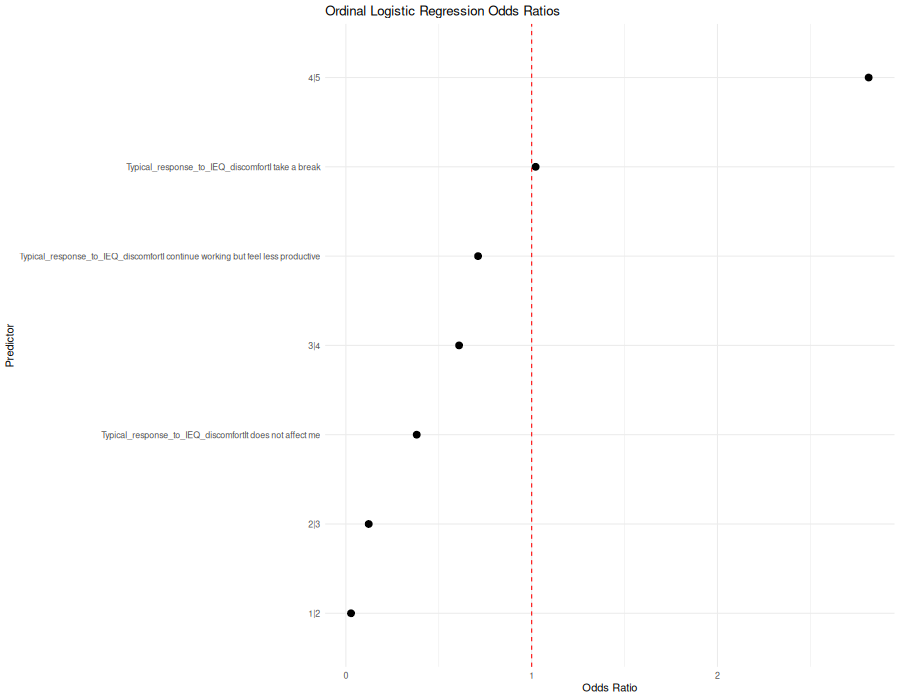 Ordinal Logistic Regression Odds Ratios
4|5
Typical_response_to_IEQ_discomfortI take a break
Typical_response_to_IEQ_discomfortI continue working but feel less productive
3|4
Typical_response_to_IEQ_discomfortIt does not affect me
2|3
1|2
Predictor
0
1
2
Odds Ratio